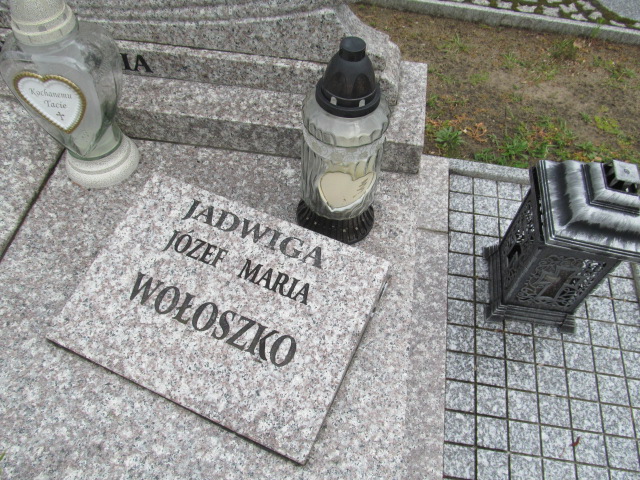 Kochanemu
Tacie
JADWIGA
JÓZEF MARIA
WOŁOSZKO